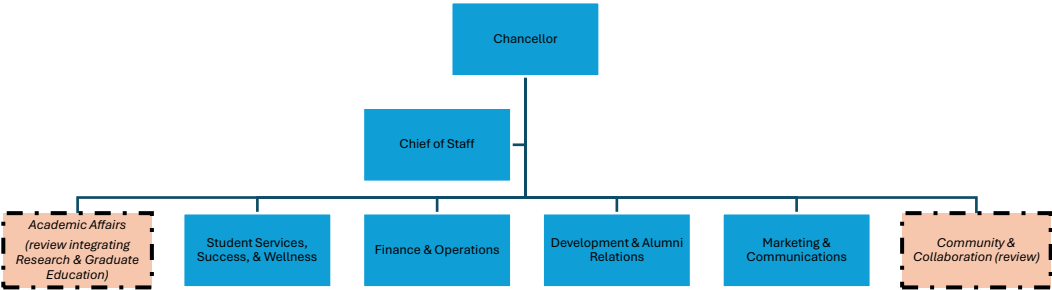 Chancellor
Chief of Staff
Academic Affairs
(review integrating
Research & Graduate
Education)
Student Services,
Success, & Wellness
Finance & Operations
Development & Alumni
Relations
Marketing &
Communications
Community &
Collaboration (review)